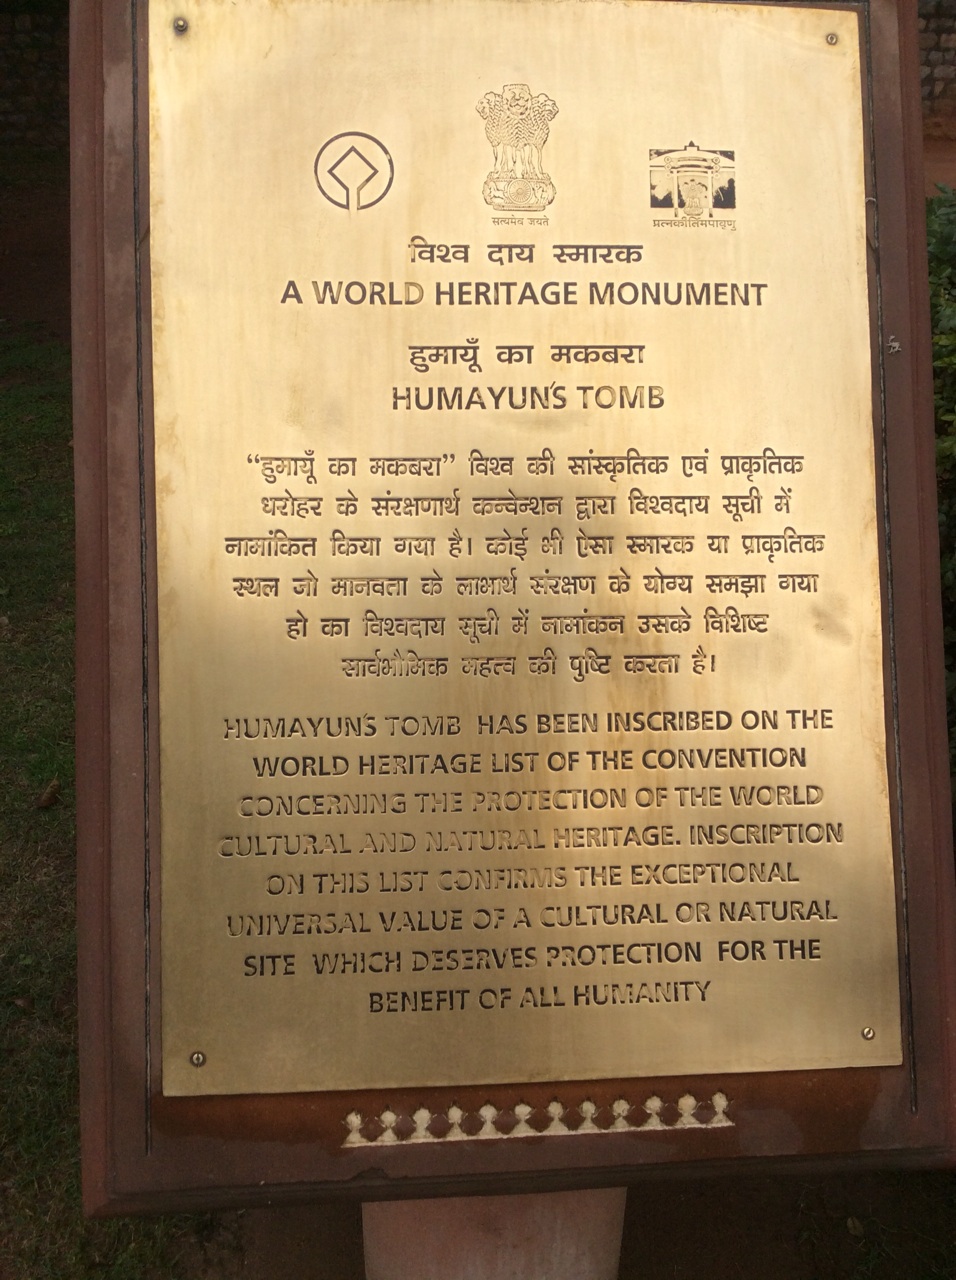 सत्यमेव जयते
प्रत्नकीर्तिमपावृणु
विश्व दाय स्मारक
A WORLD HERITAGE MONUMENT
हुमायूँ का मकबरा
HUMAYUN'S TOMB
“हुमायूँ का मकबरा” विश्व की सांस्कृतिक एवं प्राकृतिक
धरोहर के संरक्षणार्थ कन्वेन्शन द्वारा विश्वदाय सूची में
नामांकित किया गया है। कोई भी ऐसा स्मारक या प्राकृतिक
स्थल जो मानवता के लाभार्थ संरक्षण के योग्य समझा गया
हो का विश्वदाय सूची में नामांकन उसके विशिष्ट
सार्वभौमिक महत्व की पुष्टि करता है।
HUMAYUN'S TOMB HAS BEEN INSCRIBED ON THE
WORLD HERITAGE LIST OF THE CONVENTION
CONCERNING THE PROTECTION OF THE WORLD
CULTURAL AND NATURAL HERITAGE. INSCRIPTION
ON THIS LIST CONFIRMS THE EXCEPTIONAL
UNIVERSAL VALUE OF A CULTURAL OR NATURAL
SITE WHICH DESERVES PROTECTION FOR THE
BENEFIT OF ALL HUMANITY